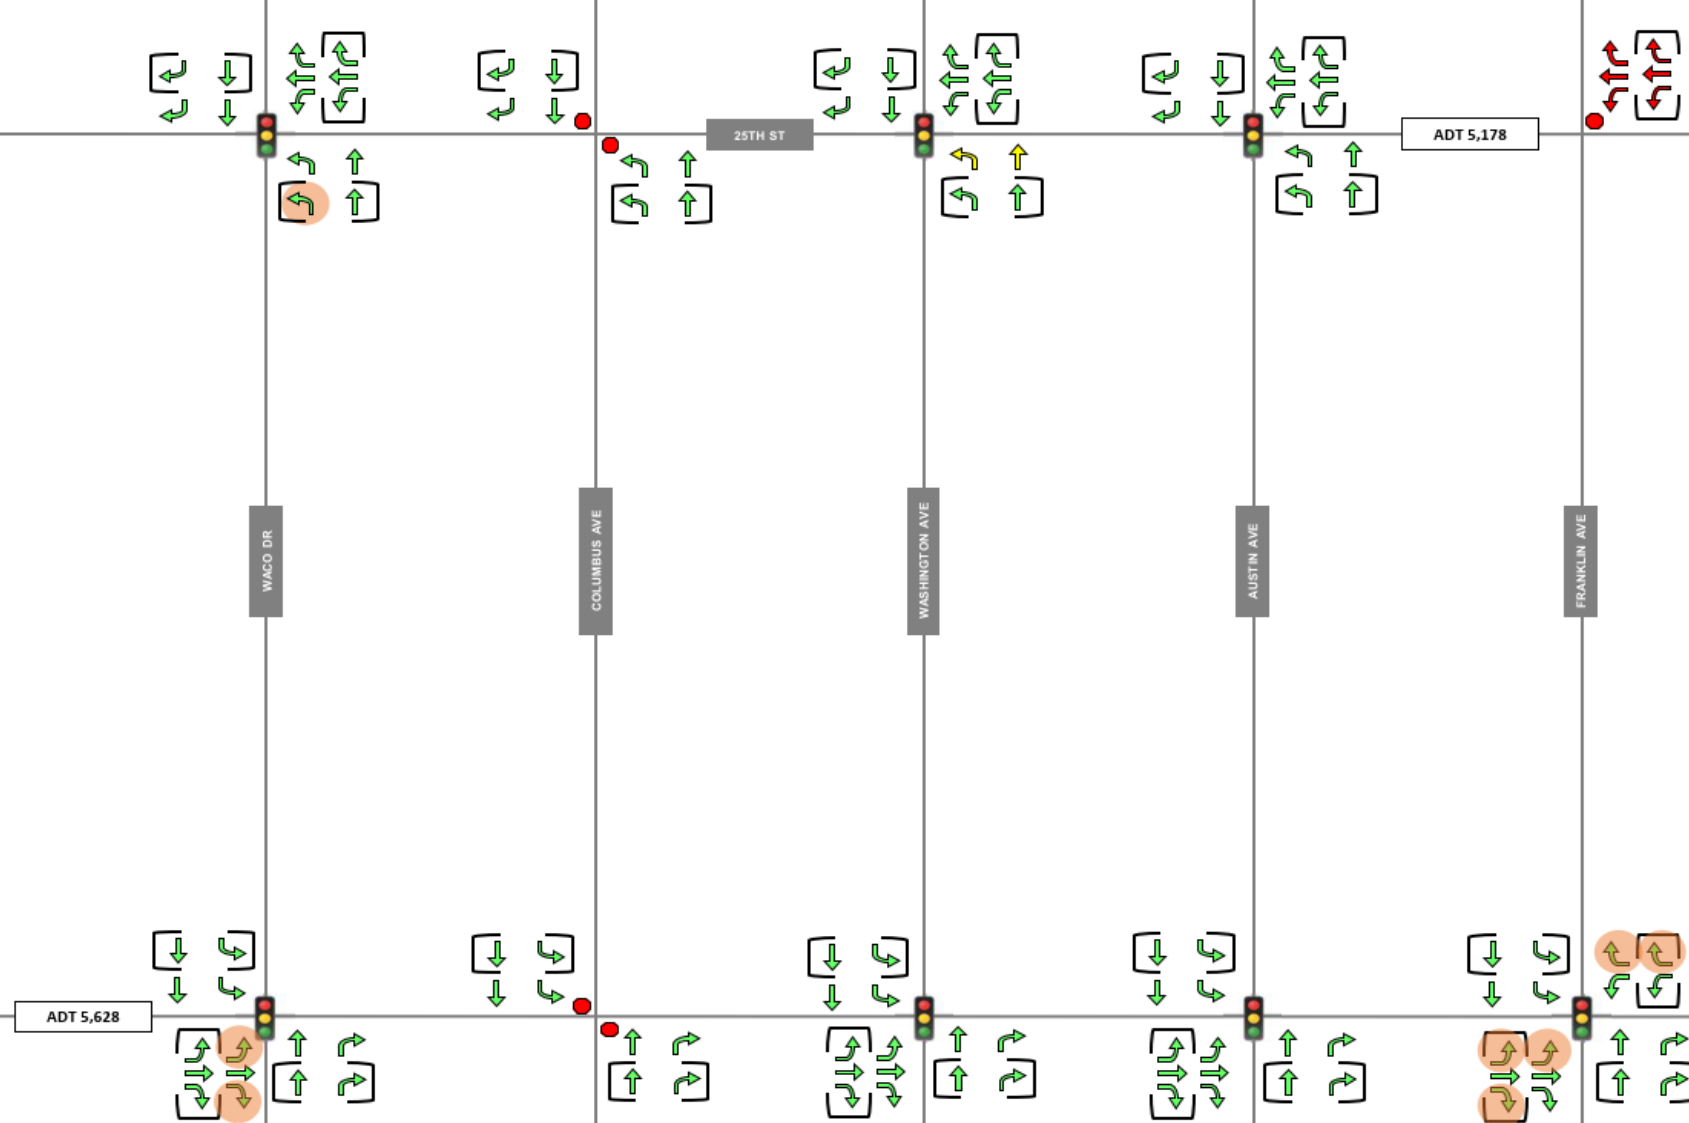 25TH ST
ADT 5,178
WACO DR
COLUMBUS AVE
WASHINGTON AVE
AUSTIN AVE
FRANKLIN AVE
ADT 5,628